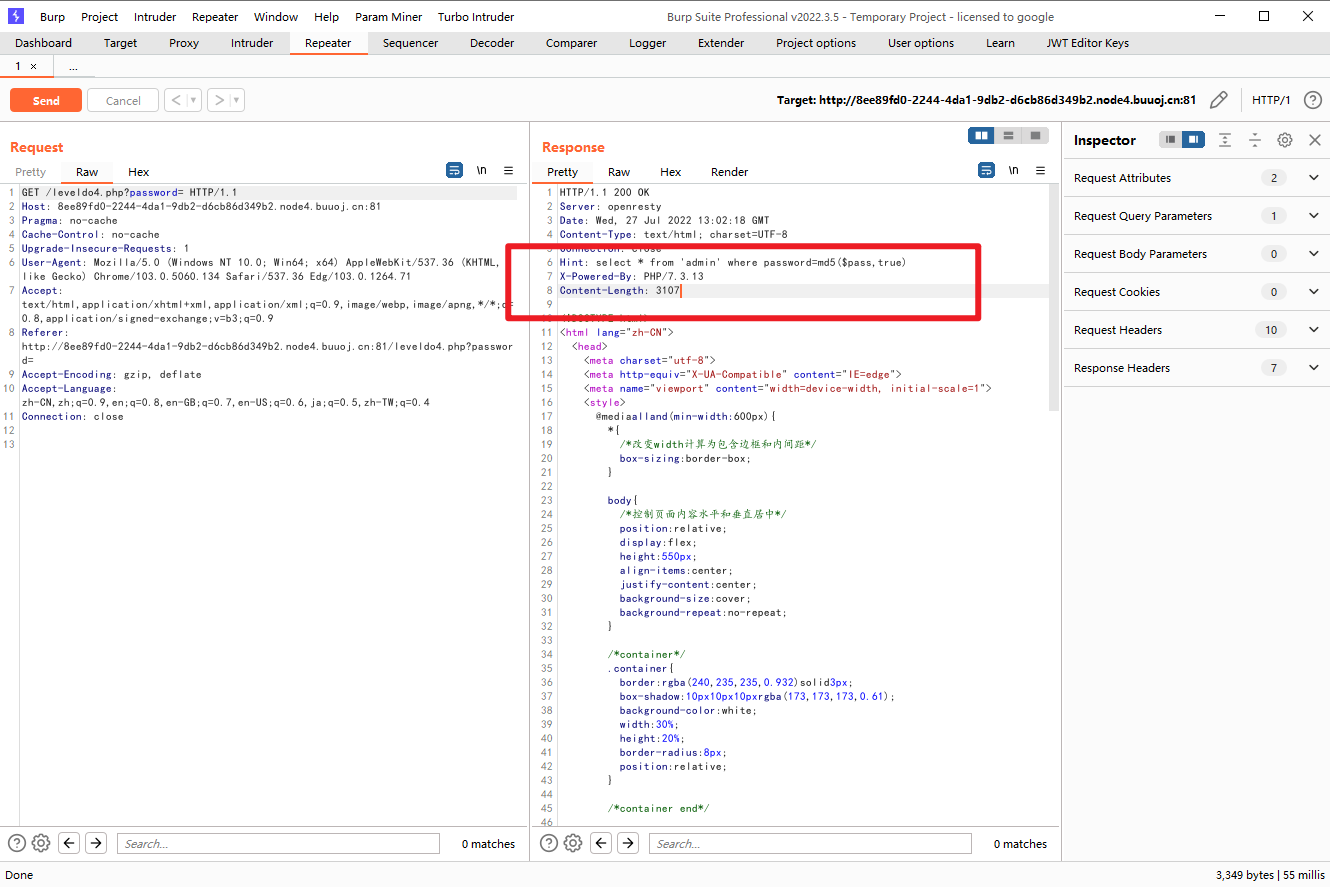 Burp Project Intruder Repeater Window Help Param Miner Turbo Intruder
Burp Suite Professional v2022.3.5 - Temporary Project - licensed to google
Dashboard Target Proxy Intruder Repeater Sequencer Decoder Comparer Logger Extender Project options User options Learn JWT Editor Keys
1 × ...
Send Cancel < > Target: http://8ee89fd0-2244-4da1-9db2-d6cb86d349b2.node4.buuoj.cn:81 HTTP/1
Request
Pretty Raw Hex \n
1 GET /leveldo4.php?password= HTTP/1.1
2 Host: 8ee89fd0-2244-4da1-9db2-d6cb86d349b2.node4.buuoj.cn:81
3 Pragma: no-cache
4 Cache-Control: no-cache
5 Upgrade-Insecure-Requests: 1
6 User-Agent: Mozilla/5.0 (Windows NT 10.0; Win64; x64) AppleWebKit/537.36 (KHTML,
like Gecko) Chrome/103.0.5060.134 Safari/537.36 Edg/103.0.1264.71
7 Accept:
text/html,application/xhtml+xml,application/xml;q=0.9,image/webp,image/apng,*/*;q=
0.8,application/signed-exchange;v=b3;q=0.9
8 Referer:
http://8ee89fd0-2244-4da1-9db2-d6cb86d349b2.node4.buuoj.cn:81/leveldo4.php?passwor
d=
9 Accept-Encoding: gzip, deflate
10 Accept-Language:
zh-CN,zh;q=0.9,en;q=0.8,en-GB;q=0.7,en-US;q=0.6,ja;q=0.5,zh-TW;q=0.4
11 Connection: close
12
13
Search... 0 matches
Response
Pretty Raw Hex Render \n
1 HTTP/1.1 200 OK
2 Server: openresty
3 Date: Wed, 27 Jul 2022 13:02:18 GMT
4 Content-Type: text/html; charset=UTF-8
5 Connection: close
6 Hint: select * from 'admin' where password=md5($pass,true)
7 X-Powered-By: PHP/7.3.13
8 Content-Length: 3107
9
10 <!DOCTYPE html>
11 <html lang="zh-CN">
12 <head>
13 <meta charset="utf-8">
14 <meta http-equiv="X-UA-Compatible" content="IE=edge">
15 <meta name="viewport" content="width=device-width, initial-scale=1">
16 <style>
17 @mediaalland(min-width:600px){
18 *{
19 /*改变width计算为包含边框和内间距*/
20 box-sizing:border-box;
21 }
22
23 body{
24 /*控制页面内容水平和垂直居中*/
25 position:relative;
26 display:flex;
27 height:550px;
28 align-items:center;
29 justify-content:center;
30 background-size:cover;
31 background-repeat:no-repeat;
32 }
33
34 /*container*/
35 .container{
36 border:rgba(240,235,235,0.932)solid3px;
37 box-shadow:10px10px10pxrgba(173,173,173,0.61);
38 background-color:white;
39 width:30%;
40 height:20%;
41 border-radius:8px;
42 position:relative;
43 }
44
45 /*container end*/
46
Search... 0 matches
Inspector
Request Attributes 2
Request Query Parameters 1
Request Body Parameters 0
Request Cookies 0
Request Headers 10
Response Headers 7
Done 3,349 bytes | 55 millis